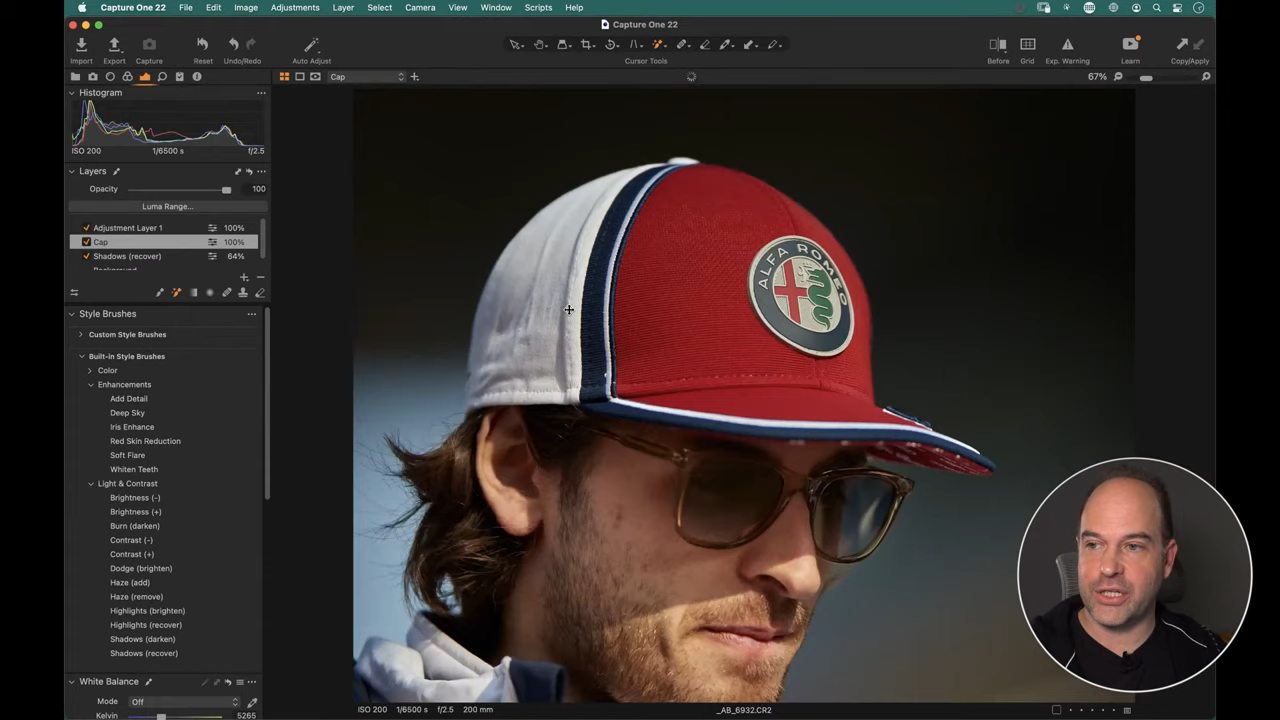 Capture One 22 File Edit Image Adjustments Layer Select Camera View Window Scripts Help
Capture One 22
Import Export Capture Reset Undo/Redo Auto Adjust Cursor Tools Before Grid Exp. Warning Learn Copy/Apply
Cap 67%
Histogram
ISO 200 1/6500 s f/2.5
Layers
Opacity 100
Luma Range...
Adjustment Layer 1 100%
Cap 100%
Shadows (recover) 64%
Background
Style Brushes
Custom Style Brushes
Built-in Style Brushes
Color
Enhancements
Add Detail
Deep Sky
Iris Enhance
Red Skin Reduction
Soft Flare
Whiten Teeth
Light & Contrast
Brightness (-)
Brightness (+)
Burn (darken)
Contrast (-)
Contrast (+)
Dodge (brighten)
Haze (add)
Haze (remove)
Highlights (brighten)
Highlights (recover)
Shadows (darken)
Shadows (recover)
White Balance
Mode Off
Kelvin 5265
ALFA ROMEO
ISO 200 1/6500 s f/2.5 200 mm _AB_6932.CR2